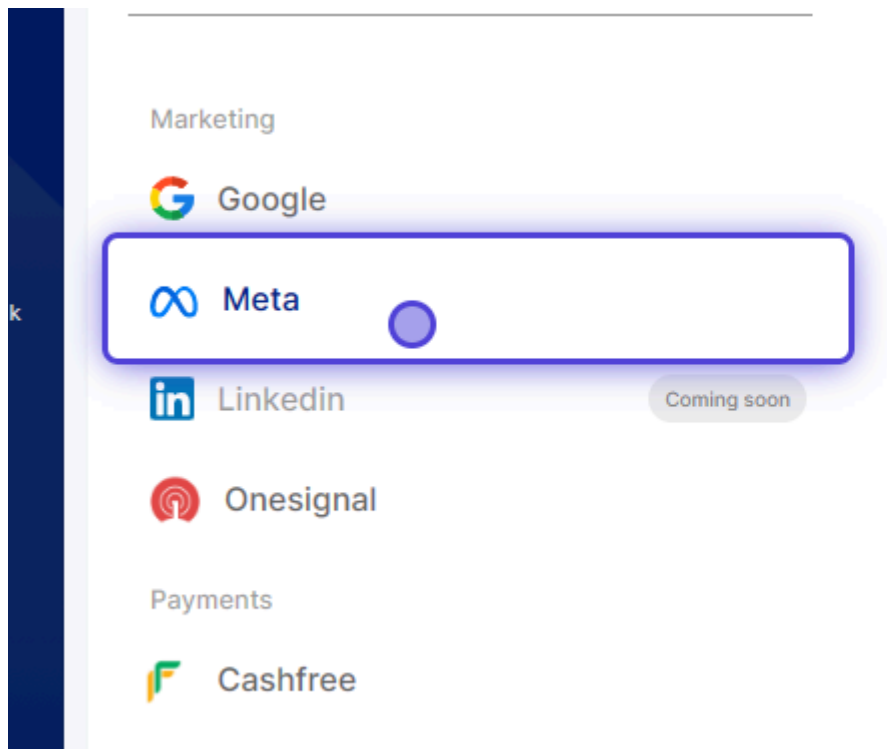 Marketing
Google
Meta
k
Linkedin Coming soon
Onesignal
Payments
Cashfree